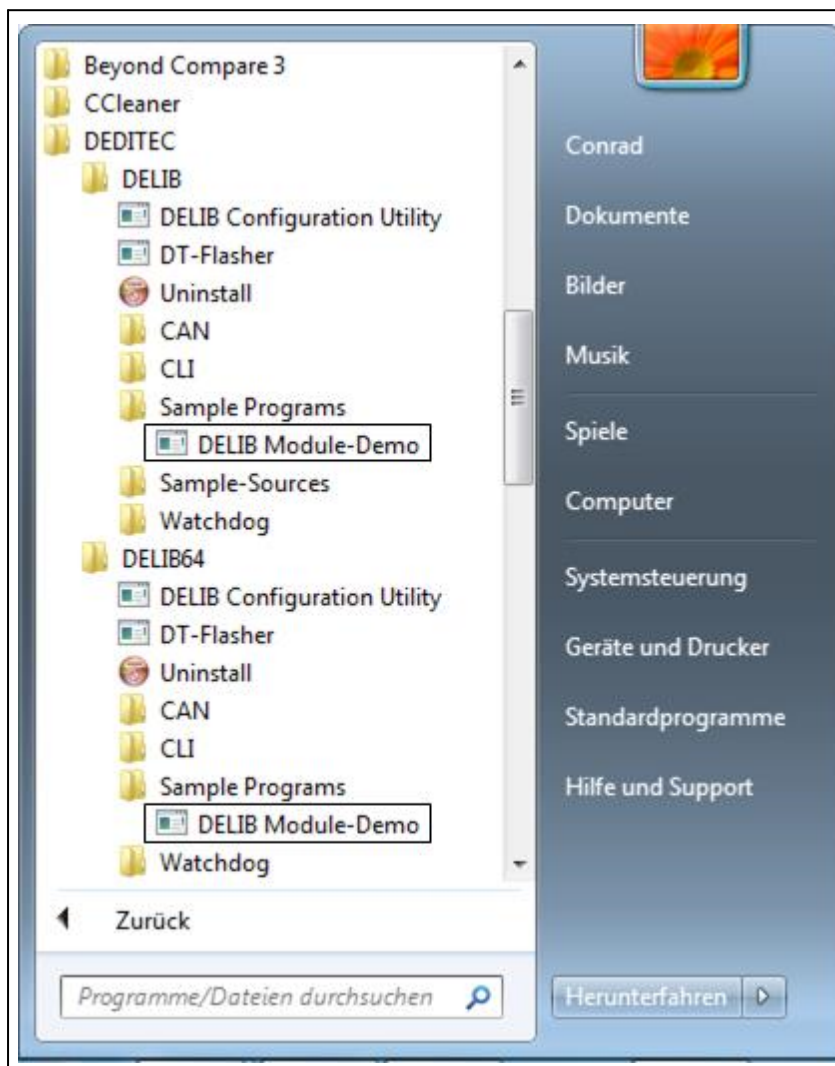 Beyond Compare 3
CCleaner
DEDITEC
DELIB
DELIB Configuration Utility
DT-Flasher
Uninstall
CAN
CLI
Sample Programs
DELIB Module-Demo
Sample-Sources
Watchdog
DELIB64
DELIB Configuration Utility
DT-Flasher
Uninstall
CAN
CLI
Sample Programs
DELIB Module-Demo
Watchdog
Zurück
Programme/Dateien durchsuchen
Conrad
Dokumente
Bilder
Musik
Spiele
Computer
Systemsteuerung
Geräte und Drucker
Standardprogramme
Hilfe und Support
Herunterfahren